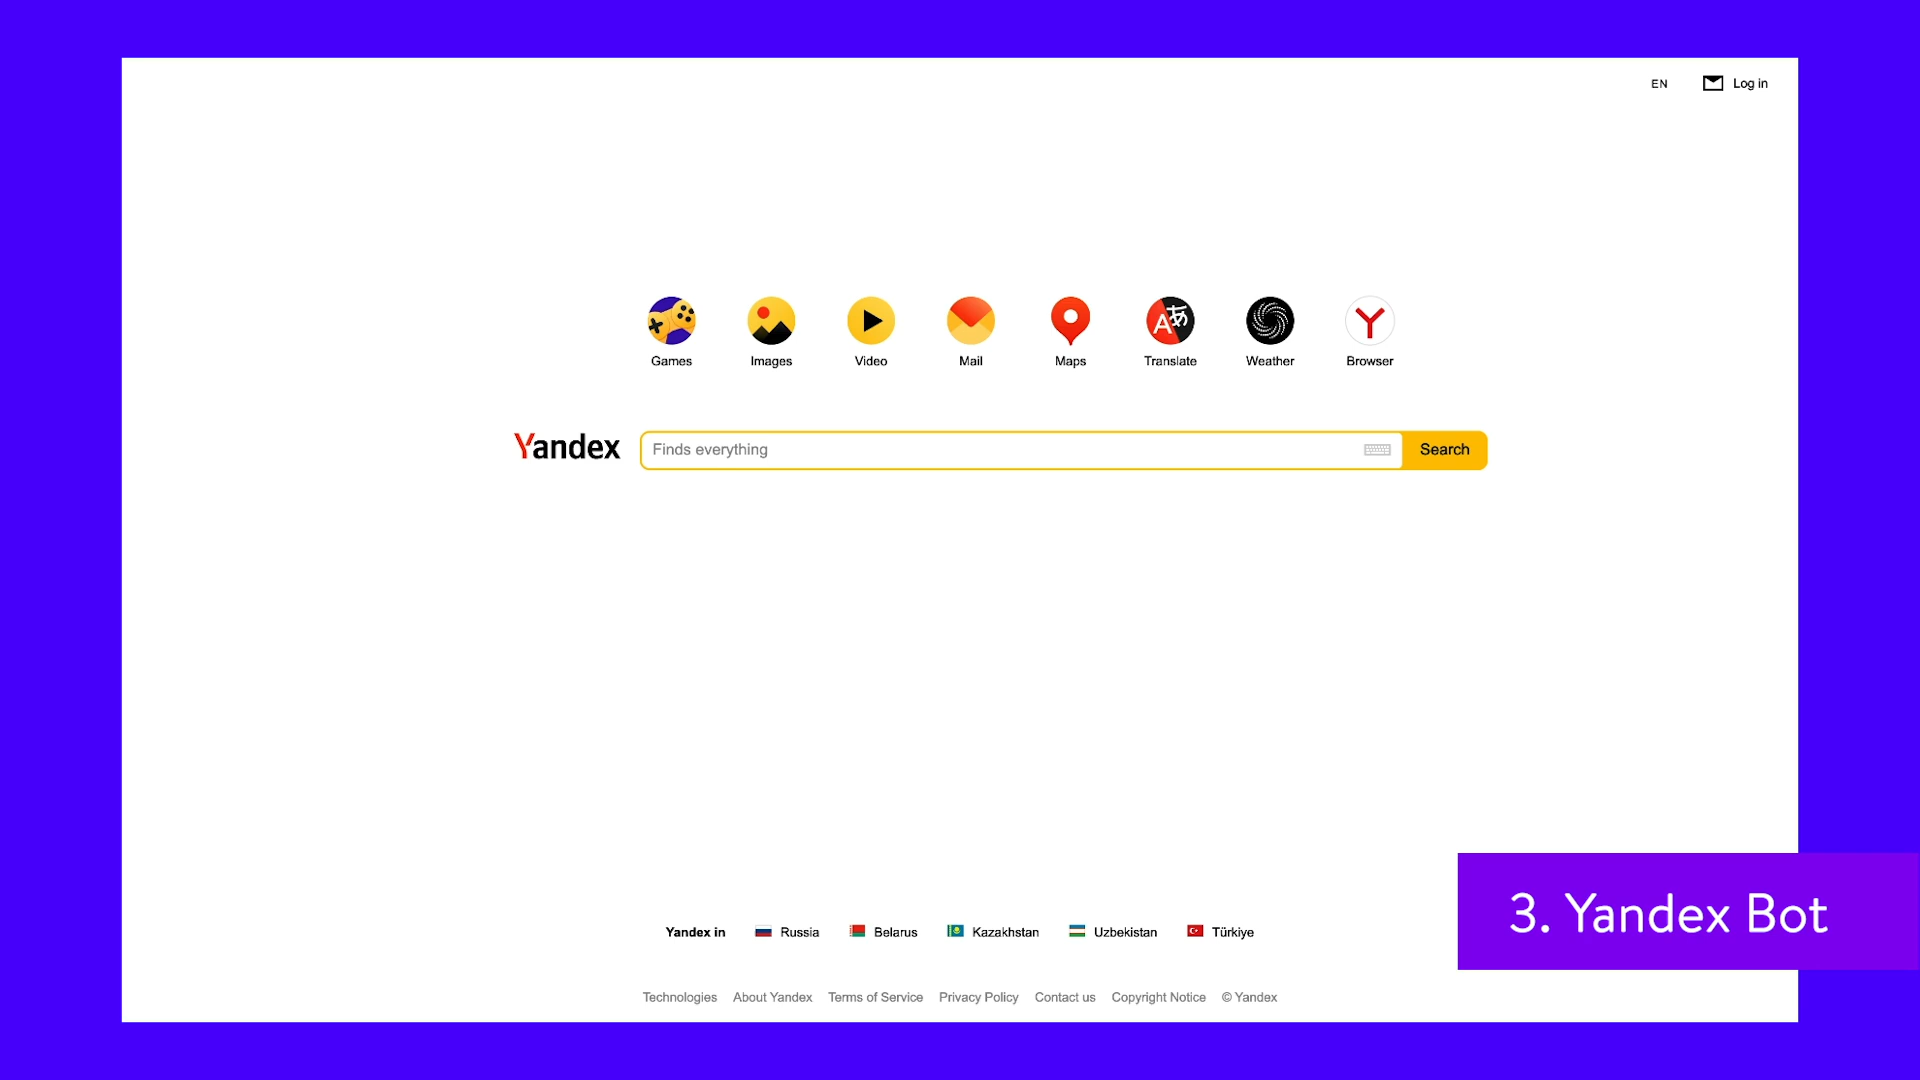 EN Log in
Games Images Video Mail Maps Translate Weather Browser
Yandex Finds everything Search
3. Yandex Bot
Yandex in Russia Belarus Kazakhstan Uzbekistan Türkiye
Technologies About Yandex Terms of Service Privacy Policy Contact us Copyright Notice © Yandex